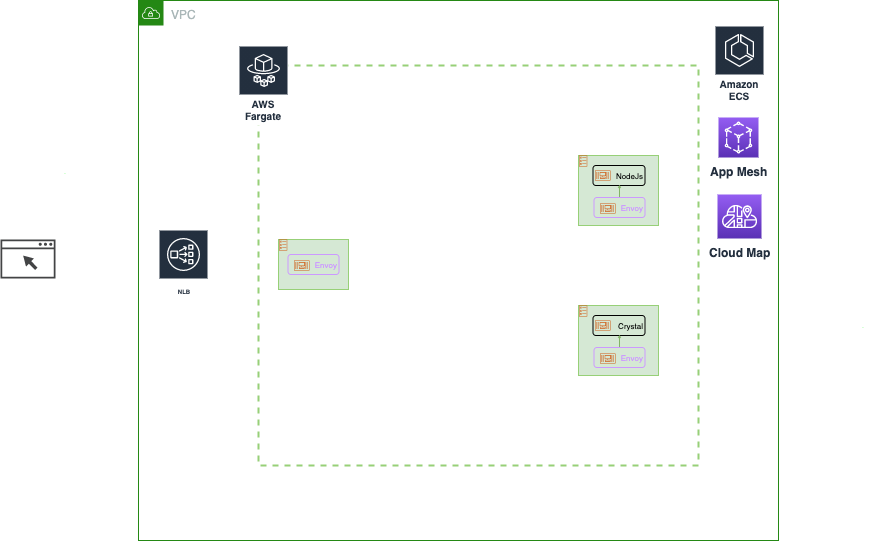 VPC
AWS
Fargate
Amazon
ECS
App Mesh
Cloud Map
NodeJs
Envoy
NLB
Envoy
Crystal
Envoy